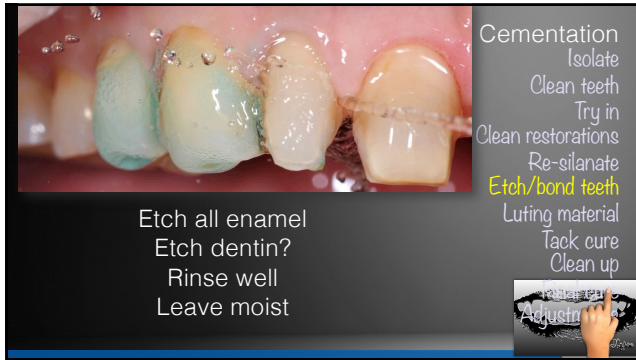 Cementation
Isolate
Clean teeth
Try in
Clean restorations
Re-silanate
Etch/bond teeth
Luting material
Tack cure
Clean up
Etch all enamel
Etch dentin?
Rinse well
Leave moist